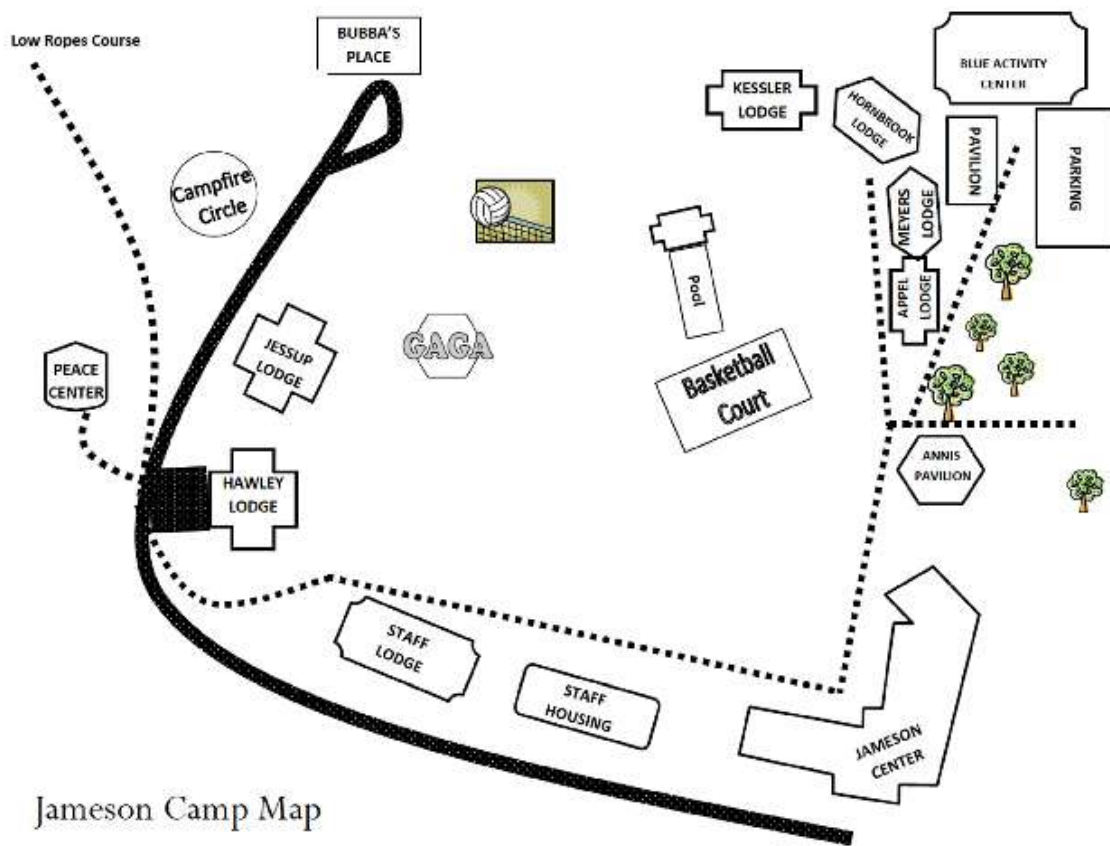 Low Ropes Course
BUBBA'S
PLACE
BLUE ACTIVITY
CENTER
KESSLER
LODGE
HORNBROOK
LODGE
PAVILION
PARKING
Campfire
Circle
MEYERS
LODGE
APPEL
LODGE
Pool
JESSUP
LODGE
GAGA
PEACE
CENTER
Basketball
Court
ANNIS
PAVILION
HAWLEY
LODGE
STAFF
LODGE
STAFF
HOUSING
JAMESON
CENTER
Jameson Camp Map